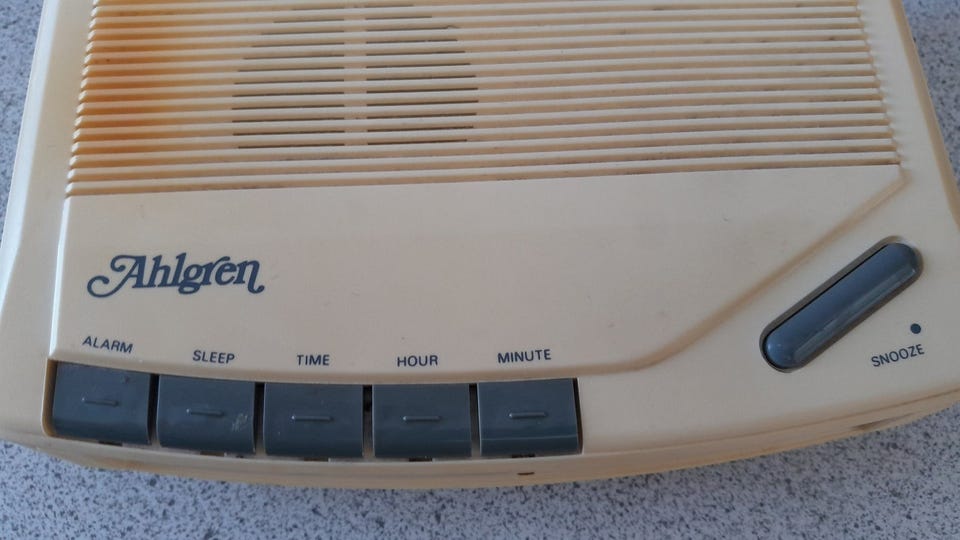 Ahlgren
ALARM SLEEP TIME HOUR MINUTE
SNOOZE